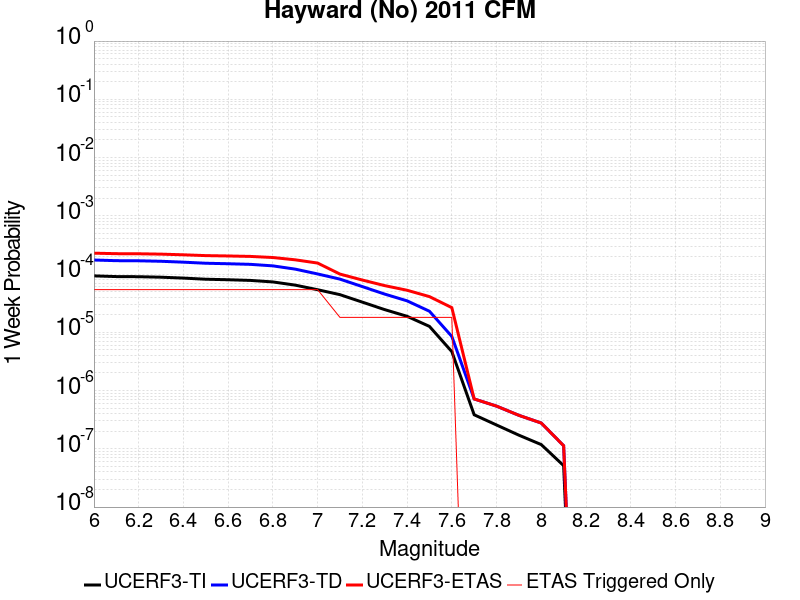 Hayward (No) 2011 CFM
10^0
10^-1
10^-2
10^-3
10^-4
10^-5
10^-6
10^-7
10^-8
1 Week Probability
6 6.2 6.4 6.6 6.8 7 7.2 7.4 7.6 7.8 8 8.2 8.4 8.6 8.8 9
Magnitude
UCERF3-TI UCERF3-TD UCERF3-ETAS ETAS Triggered Only